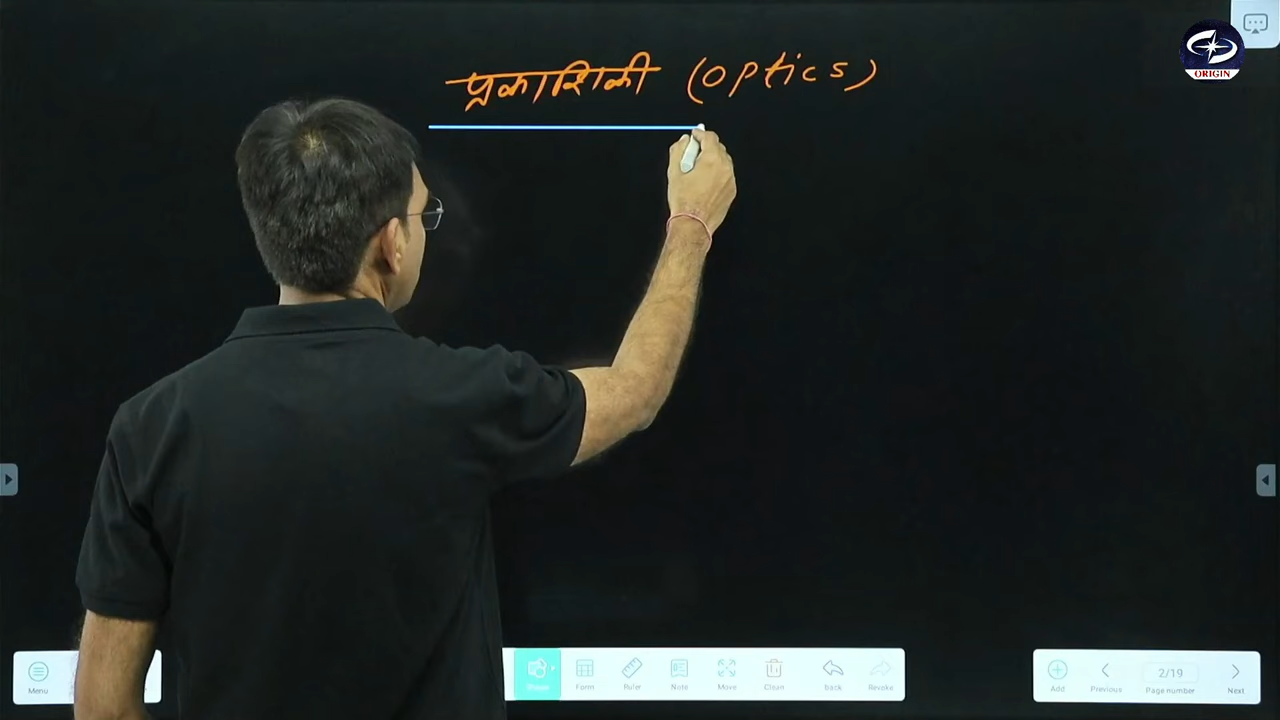 प्रकाशिकी (optics)
ORIGIN
Menu
Form
Ruler
Note
Move
Clean
back
Revoke
Add
Previous
2/19
Page number
Next